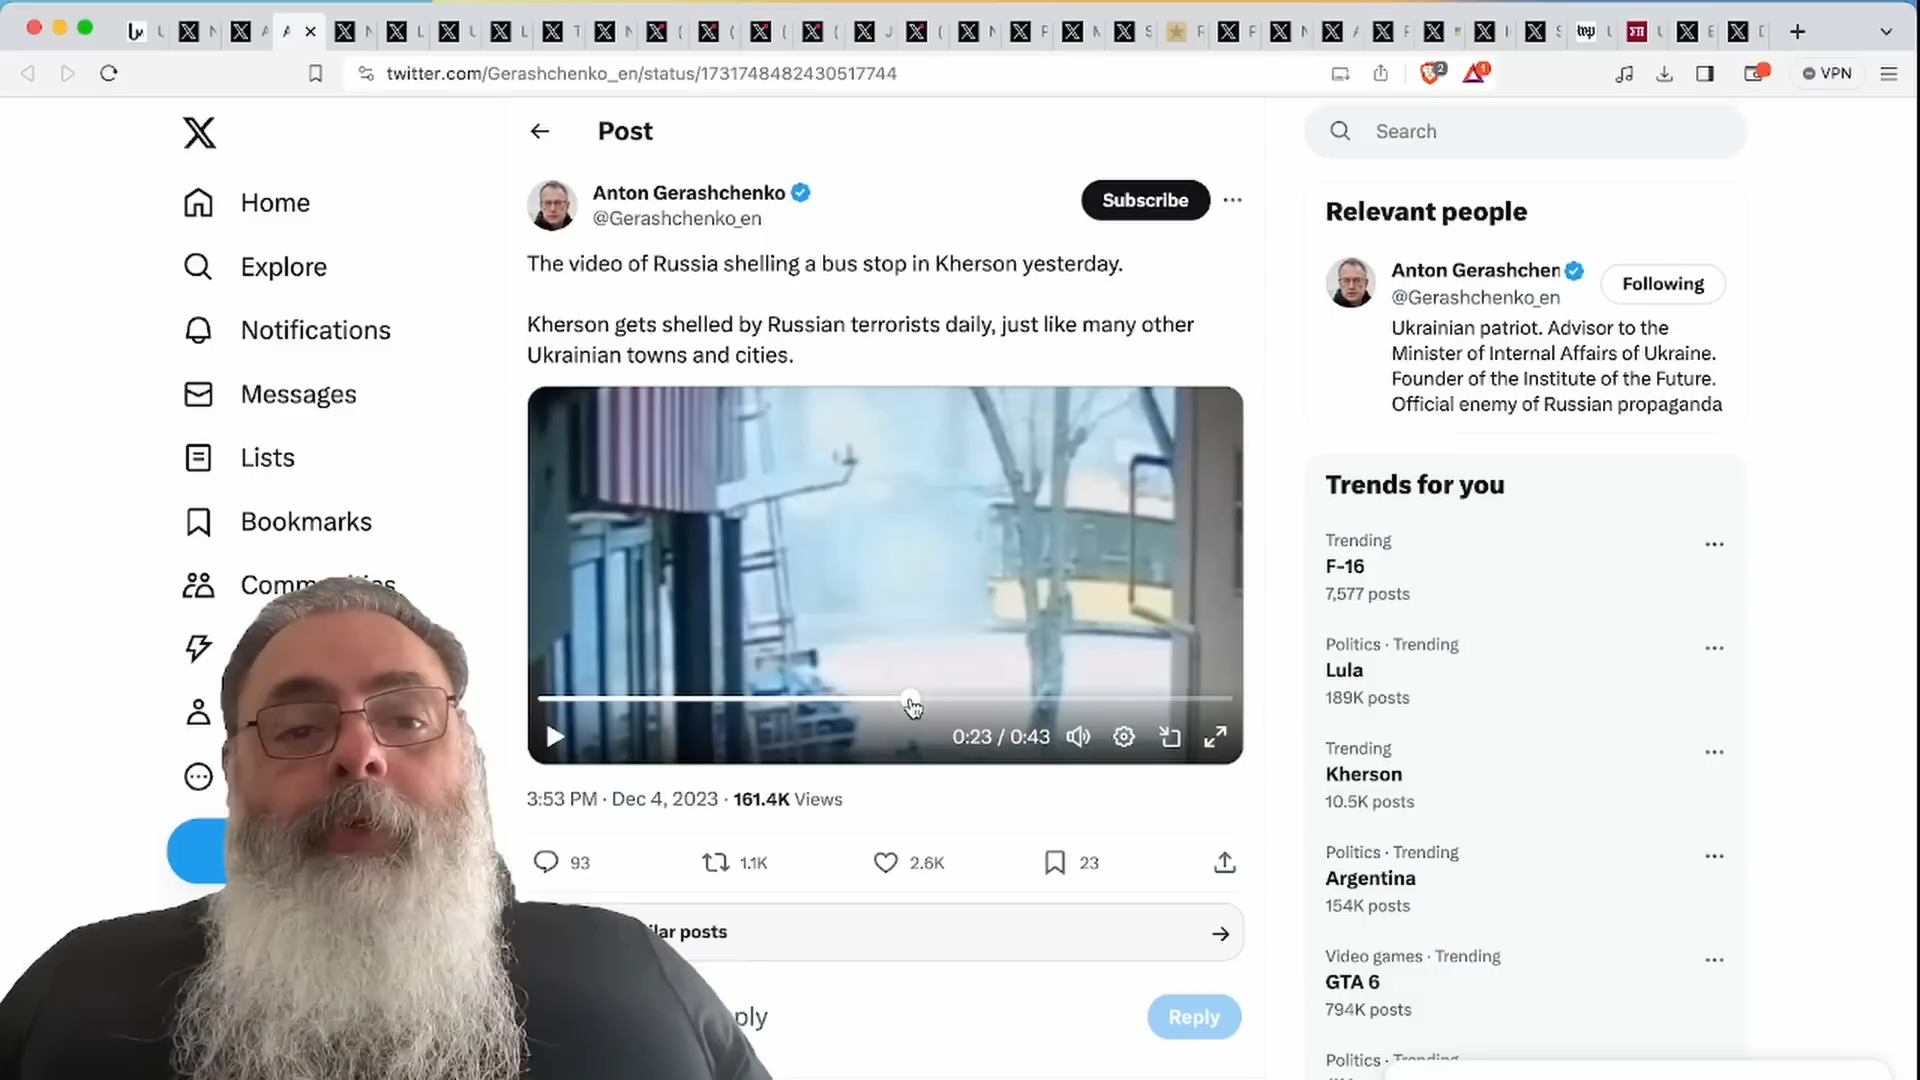 twitter.com/Gerashchenko_en/status/1731748482430517744
2
1
VPN
Post
Search
Home
Explore
Notifications
Messages
Lists
Bookmarks
Anton Gerashchenko
@Gerashchenko_en
Subscribe
The video of Russia shelling a bus stop in Kherson yesterday.
Kherson gets shelled by Russian terrorists daily, just like many other
Ukrainian towns and cities.
0:23 / 0:43
3:53 PM · Dec 4, 2023 · 161.4K Views
93 1.1K 2.6K 23
posts
Reply
Relevant people
Anton Gerashchen
@Gerashchenko_en
Following
Ukrainian patriot. Advisor to the
Minister of Internal Affairs of Ukraine.
Founder of the Institute of the Future.
Official enemy of Russian propaganda
Trends for you
Trending
F-16
7,577 posts
Politics · Trending
Lula
189K posts
Trending
Kherson
10.5K posts
Politics · Trending
Argentina
154K posts
Video games · Trending
GTA 6
794K posts
Politics · Trending